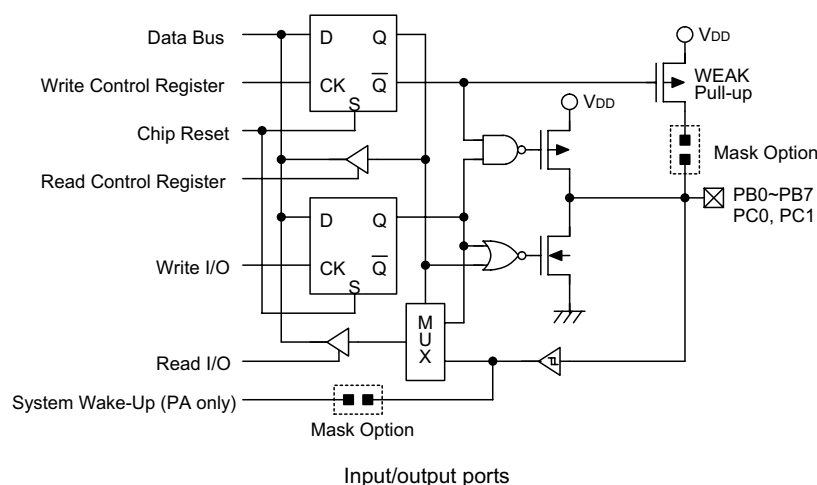 VDD
Data Bus
D
Q
WEAK
Pull-up
Write Control Register
CK
Q
S
VDD
Chip Reset
Mask Option
Read Control Register
PB0~PB7
PC0, PC1
D
Q
Write I/O
CK
Q
S
M
U
X
Read I/O
System Wake-Up (PA only)
Mask Option
Input/output ports